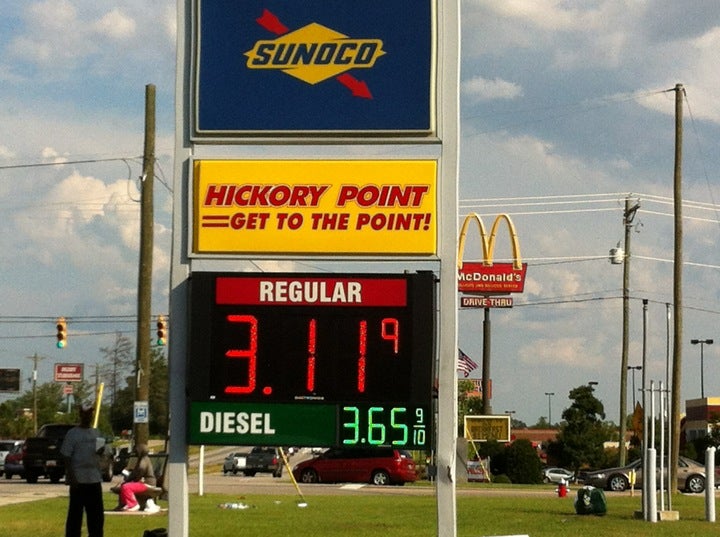 SUNOCO
HICKORY POINT
=GET TO THE POINT!
REGULAR
3.11 9
DIESEL
3.65 9/10
McDonald's
DRIVE-THRU